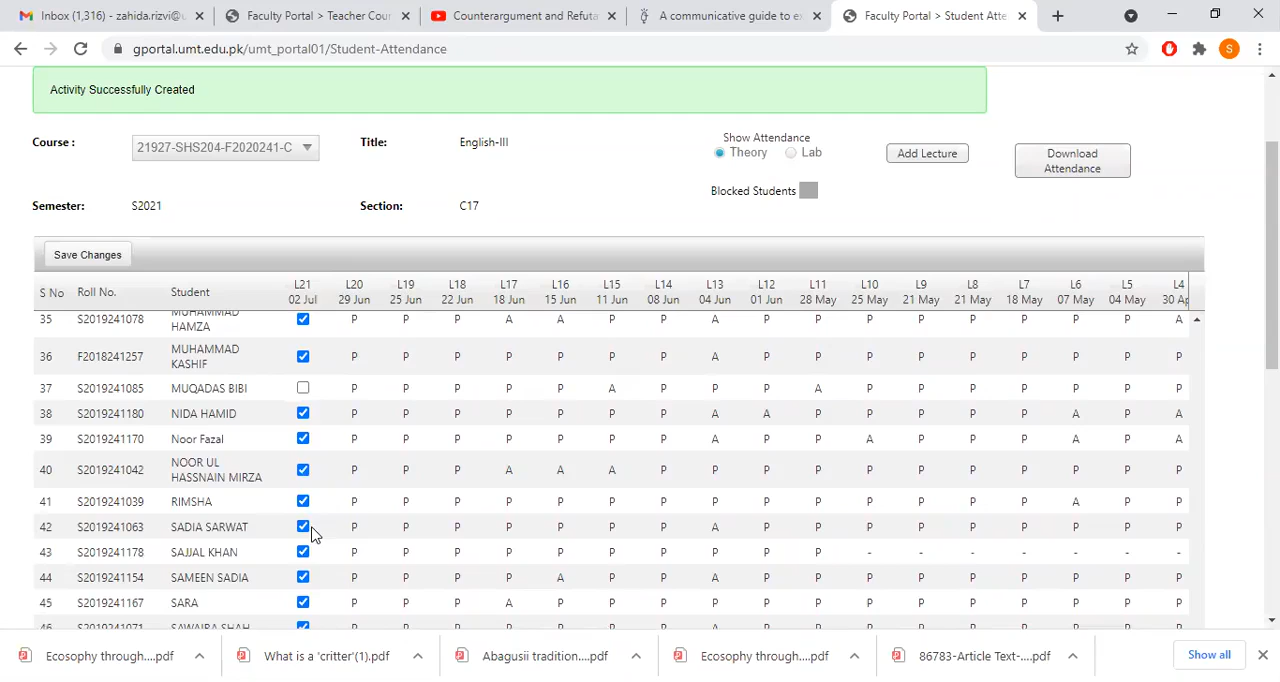 Inbox (1,316) - zahida.rizvi@u
Faculty Portal > Teacher Cour
Counterargument and Refuta
A communicative guide to e
Faculty Portal > Student Atte
gportal.umt.edu.pk/umt_portal01/Student-Attendance
S
Activity Successfully Created
Course : 21927-SHS204-F2020241-C Title: English-III
Show Attendance
Theory Lab
Add Lecture
Download Attendance
Blocked Students
Semester: S2021 Section: C17
Save Changes
S No Roll No. Student L21 02 Jul L20 29 Jun L19 25 Jun L18 22 Jun L17 18 Jun L16 15 Jun L15 11 Jun L14 08 Jun L13 04 Jun L12 01 Jun L11 28 May L10 25 May L9 21 May L8 21 May L7 18 May L6 07 May L5 04 May L4 30 Ap
35 S2019241078 MUHAMMAD HAMZA P P P A A P P A P P P P P P P P A
36 F2018241257 MUHAMMAD KASHIF P P P P P P P A P P P P P P P P P
37 S2019241085 MUQADAS BIBI P P P P P A P P P A P P P P P P P
38 S2019241180 NIDA HAMID P P P P P P P A A P P P P P A P A
39 S2019241170 Noor Fazal P P P P P P P A P P A P P P A P A
40 S2019241042 NOOR UL HASSNAIN MIRZA P P P A A A P P P P P P P P P P P
41 S2019241039 RIMSHA P P P P P P P P P P P P P P A P P
42 S2019241063 SADIA SARWAT P P P P P P P A P P P P P P P P P
43 S2019241178 SAJJAL KHAN P P P P P P P P P P - - - - - - -
44 S2019241154 SAMEEN SADIA P P P P A P P A P P P P P P P P P
45 S2019241167 SARA P P P A P P P P P P P P P P P P P
46 S2019241071 SAWAIRA SHAH
Ecosophy through....pdf
What is a 'critter'(1).pdf
Abagusii tradition....pdf
Ecosophy through....pdf
86783-Article Text-....pdf
Show all